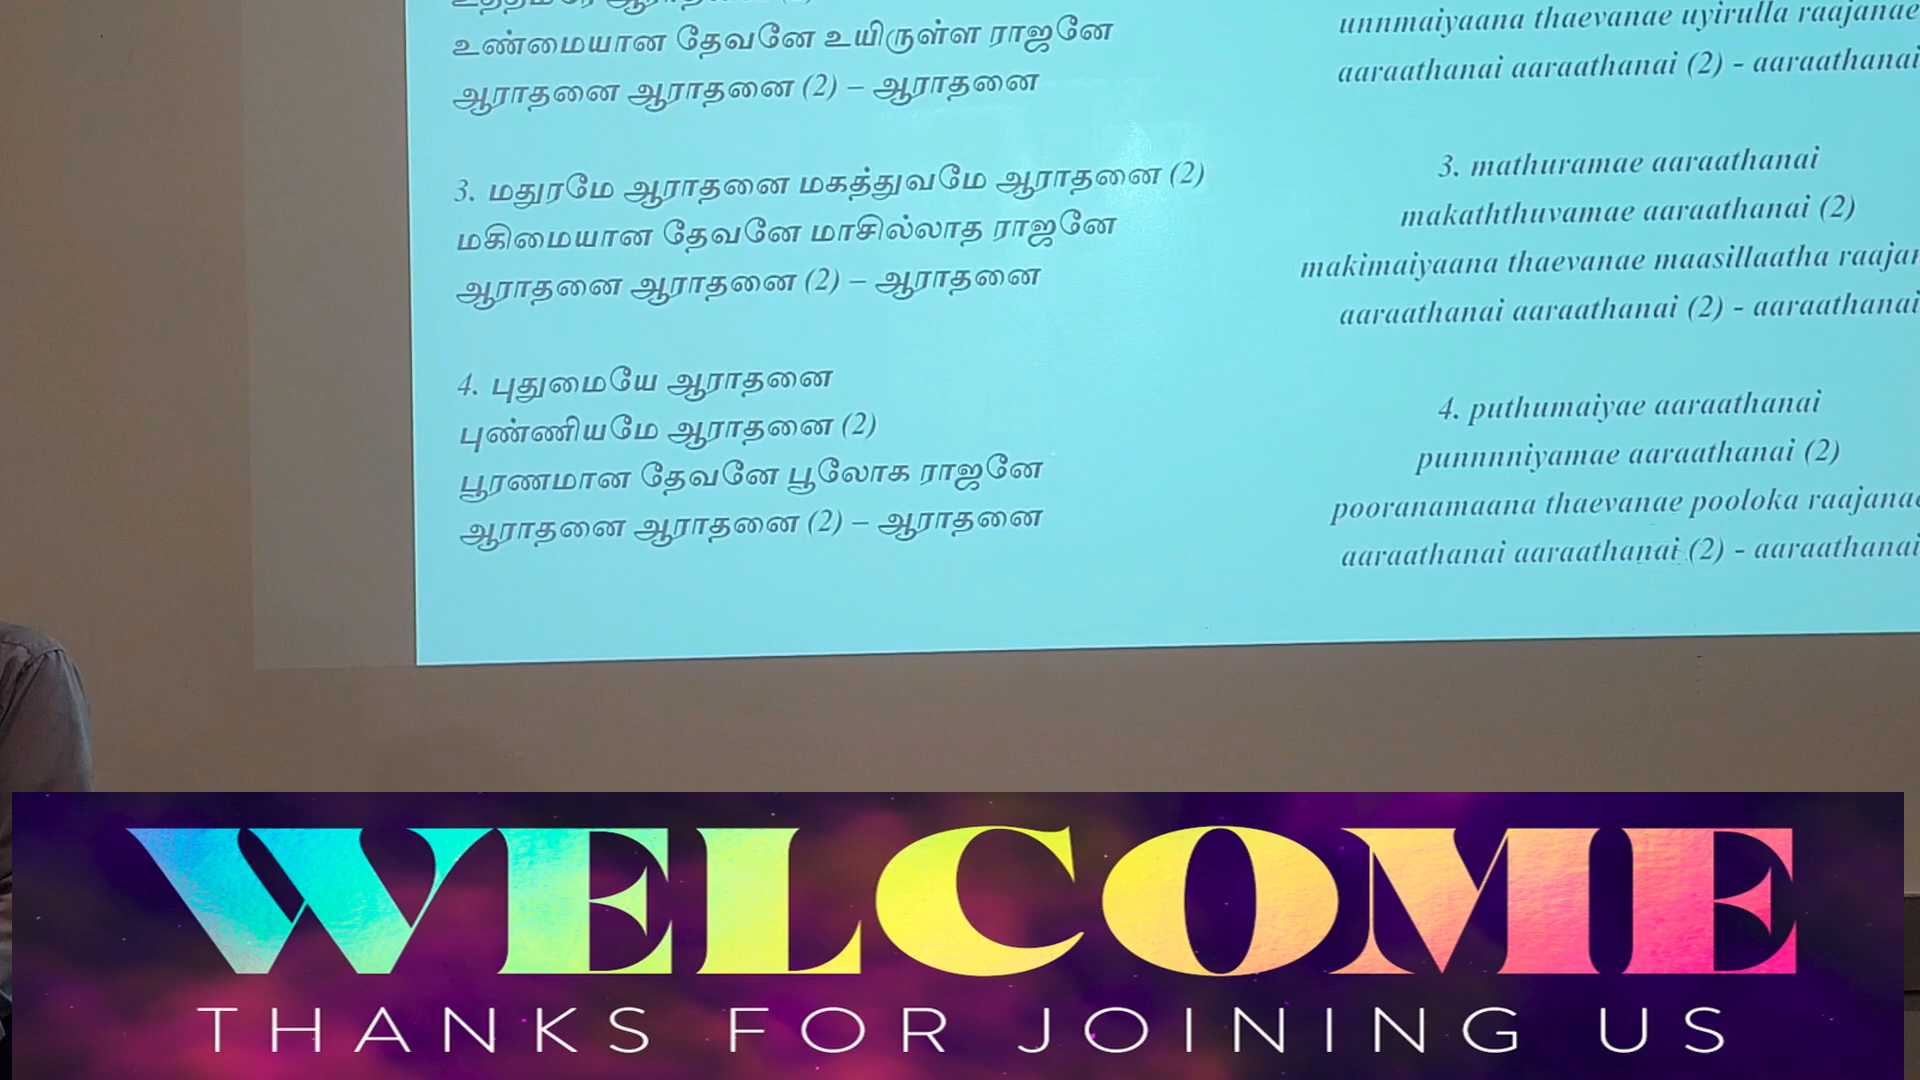 உண்மையான தேவனே உயிருள்ள ராஜனே
ஆராதனை ஆராதனை (2) – ஆராதனை
3. மதுரமே ஆராதனை மகத்துவமே ஆராதனை (2)
மகிமையான தேவனே மாசில்லாத ராஜனே
ஆராதனை ஆராதனை (2) – ஆராதனை
4. புதுமையே ஆராதனை
புண்ணியமே ஆராதனை (2)
பூரணமான தேவனே பூலோக ராஜனே
ஆராதனை ஆராதனை (2) – ஆராதனை
unnmaiyaana thaevanae uyirulla raajanae
aaraathanai aaraathanai (2) - aaraathanai
3. mathuramae aaraathanai
makaththuvamae aaraathanai (2)
makimaiyaana thaevanae maasillaatha
aaraathanai aaraathanai (2) - aaraathanai
4. puthumaiyae aaraathanai
punnnniyamae aaraathanai (2)
pooranamaana thaevanae pooloka raajanae
aaraathanai aaraathanai (2) - aaraathanai
WELCOME
THANKS FOR JOINING US